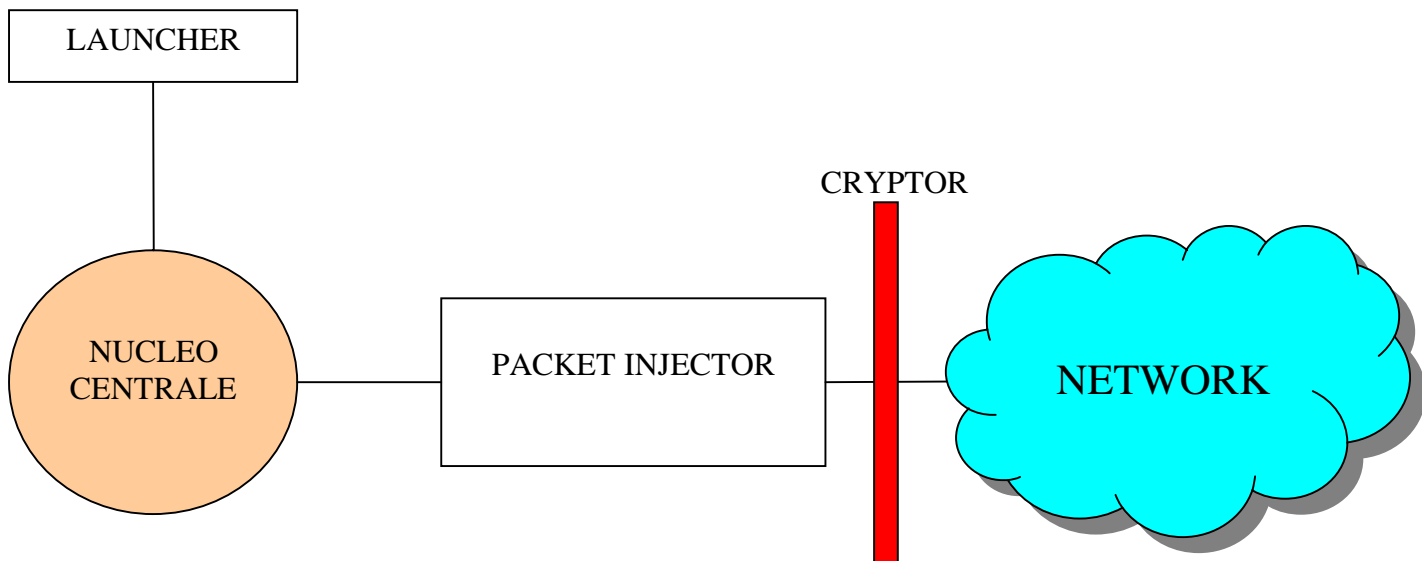 LAUNCHER
CRYPTOR
NUCLEO
CENTRALE
PACKET INJECTOR
NETWORK